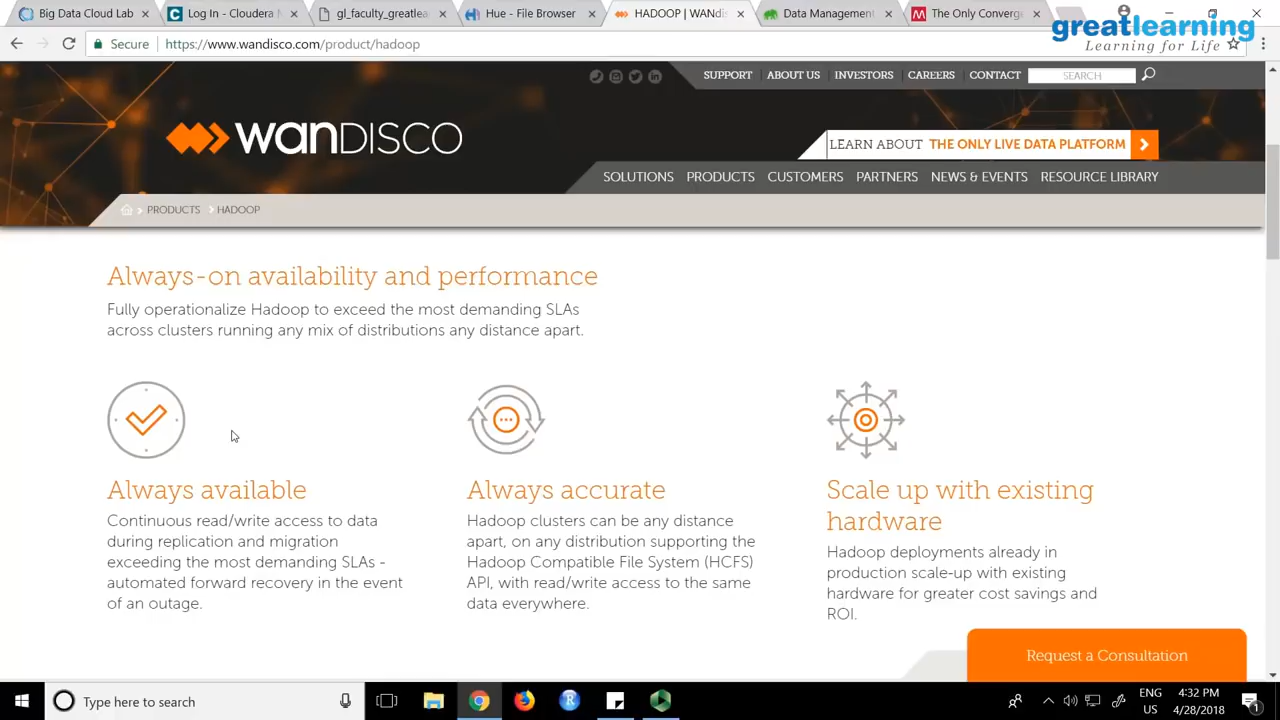 Big Data Cloud Lab
Log In - Cloudera M
gl_faculty_greatlea
Hue - File Browser
HADOOP | WANdis
Data Management
The Only Converge
greatlearning
Learning for Life
Secure
https://www.wandisco.com/product/hadoop
SUPPORT
ABOUT US
INVESTORS
CAREERS
CONTACT
SEARCH
WANDISCO
LEARN ABOUT THE ONLY LIVE DATA PLATFORM
SOLUTIONS
PRODUCTS
CUSTOMERS
PARTNERS
NEWS & EVENTS
RESOURCE LIBRARY
PRODUCTS
HADOOP
Always-on availability and performance
Fully operationalize Hadoop to exceed the most demanding SLAs
across clusters running any mix of distributions any distance apart.
Always available
Continuous read/write access to data
during replication and migration
exceeding the most demanding SLAs -
automated forward recovery in the event
of an outage.
Always accurate
Hadoop clusters can be any distance
apart, on any distribution supporting the
Hadoop Compatible File System (HCFS)
API, with read/write access to the same
data everywhere.
Scale up with existing
hardware
Hadoop deployments already in
production scale-up with existing
hardware for greater cost savings and
ROI.
Request a Consultation
Type here to search
ENG
US
4:32 PM
4/28/2018
1